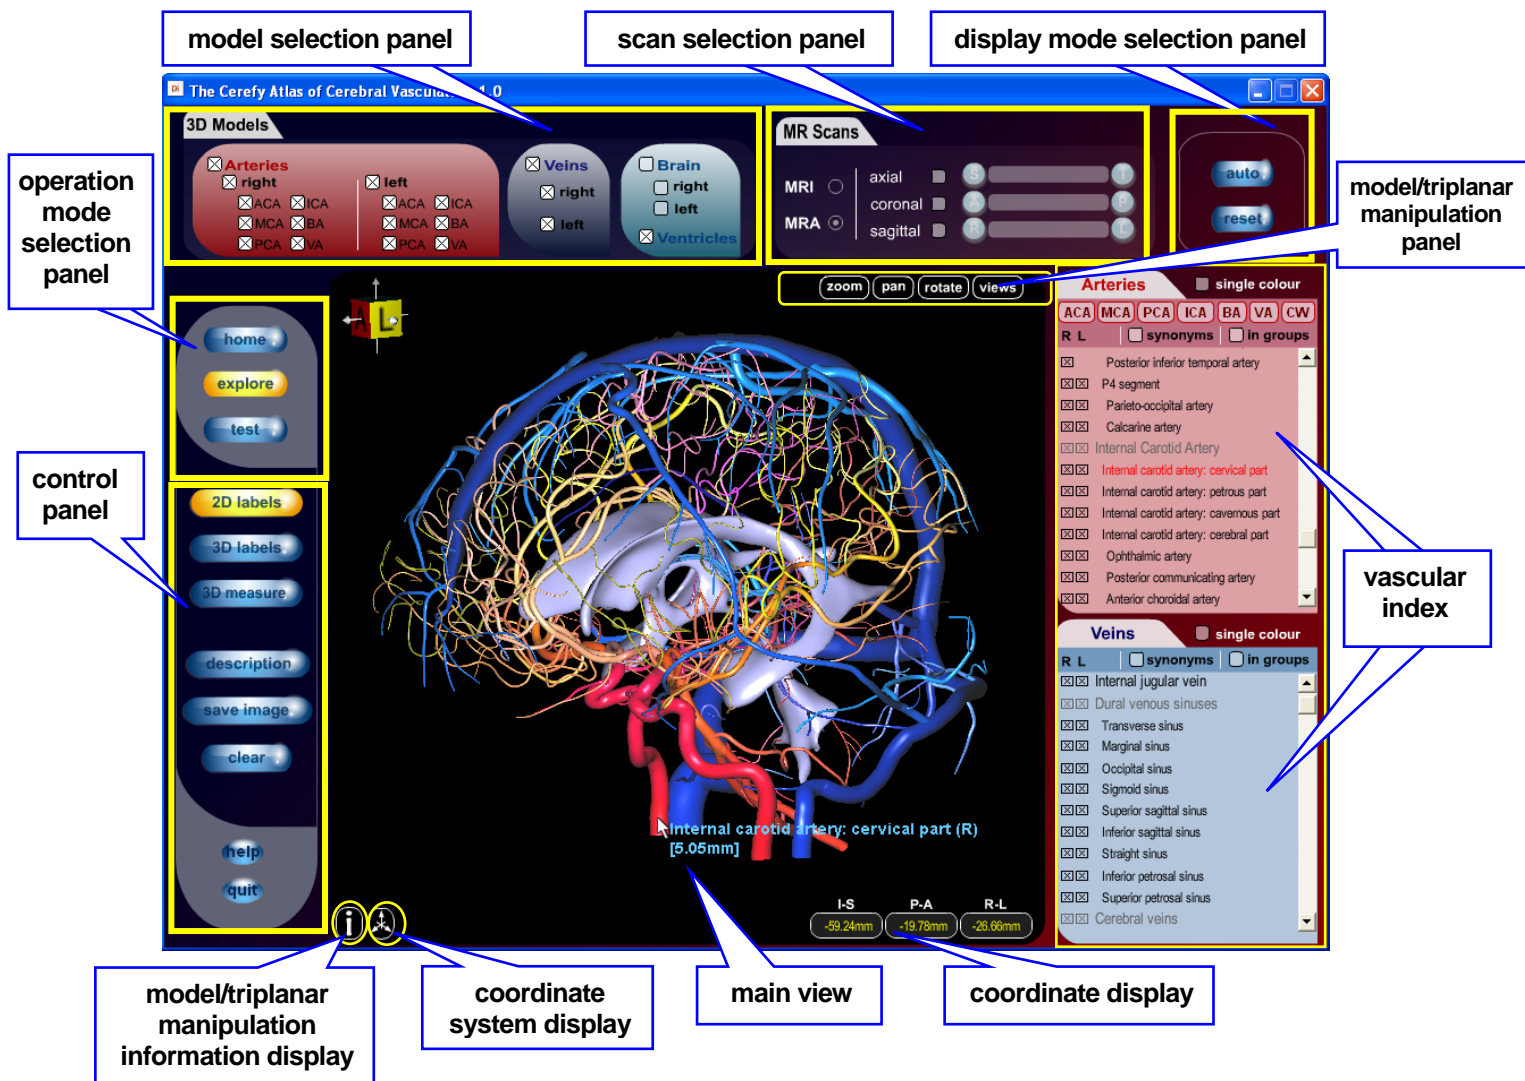 model selection panel
scan selection panel
display mode selection panel
The Cerefy Atlas of Cerebral Vasculat 1.0
3D Models
Arteries
right
left
ACA ICA
ACA ICA
MCA BA
MCA BA
PCA VA
PCA VA
Veins
right
left
Brain
right
left
Ventricles
MR Scans
MRI
MRA
axial S T
coronal A P
sagittal R L
auto
reset
operation
mode
selection
panel
model/triplanar
manipulation
panel
home
explore
test
control
panel
2D labels
3D labels
3D measure
description
save image
clear
help
quit
A L
zoom pan rotate views
Arteries single colour
ACA MCA PCA ICA BA VA CW
R L synonyms in groups
Posterior inferior temporal artery
P4 segment
Parieto-occipital artery
Calcarine artery
Internal Carotid Artery
Internal carotid artery: cervical part
Internal carotid artery: petrous part
Internal carotid artery: cavernous part
Internal carotid artery: cerebral part
Ophthalmic artery
Posterior communicating artery
Anterior choroidal artery
vascular
index
Veins single colour
R L synonyms in groups
Internal jugular vein
Dural venous sinuses
Transverse sinus
Marginal sinus
Occipital sinus
Sigmoid sinus
Superior sagittal sinus
Inferior sagittal sinus
Straight sinus
Inferior petrosal sinus
Superior petrosal sinus
Cerebral veins
Internal carotid artery: cervical part (R)
[5.05mm]
I-S P-A R-L
-59.24mm -19.78mm -26.66mm
i
model/triplanar
manipulation
information display
coordinate
system display
main view
coordinate display